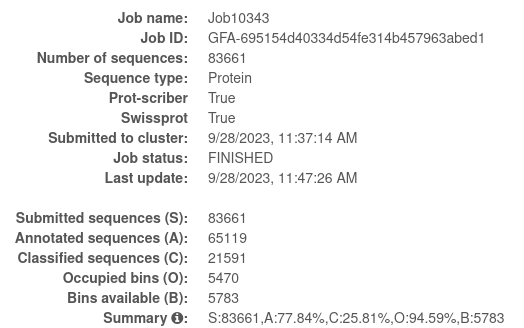 Job name: Job10343
Job ID: GFA-695154d40334d54fe314b457963abed1
Number of sequences: 83661
Sequence type: Protein
Prot-scriber True
Swissprot True
Submitted to cluster: 9/28/2023, 11:37:14 AM
Job status: FINISHED
Last update: 9/28/2023, 11:47:26 AM
Submitted sequences (S): 83661
Annotated sequences (A): 65119
Classified sequences (C): 21591
Occupied bins (O): 5470
Bins available (B): 5783
Summary : S:83661,A:77.84%,C:25.81%,O:94.59%,B:5783